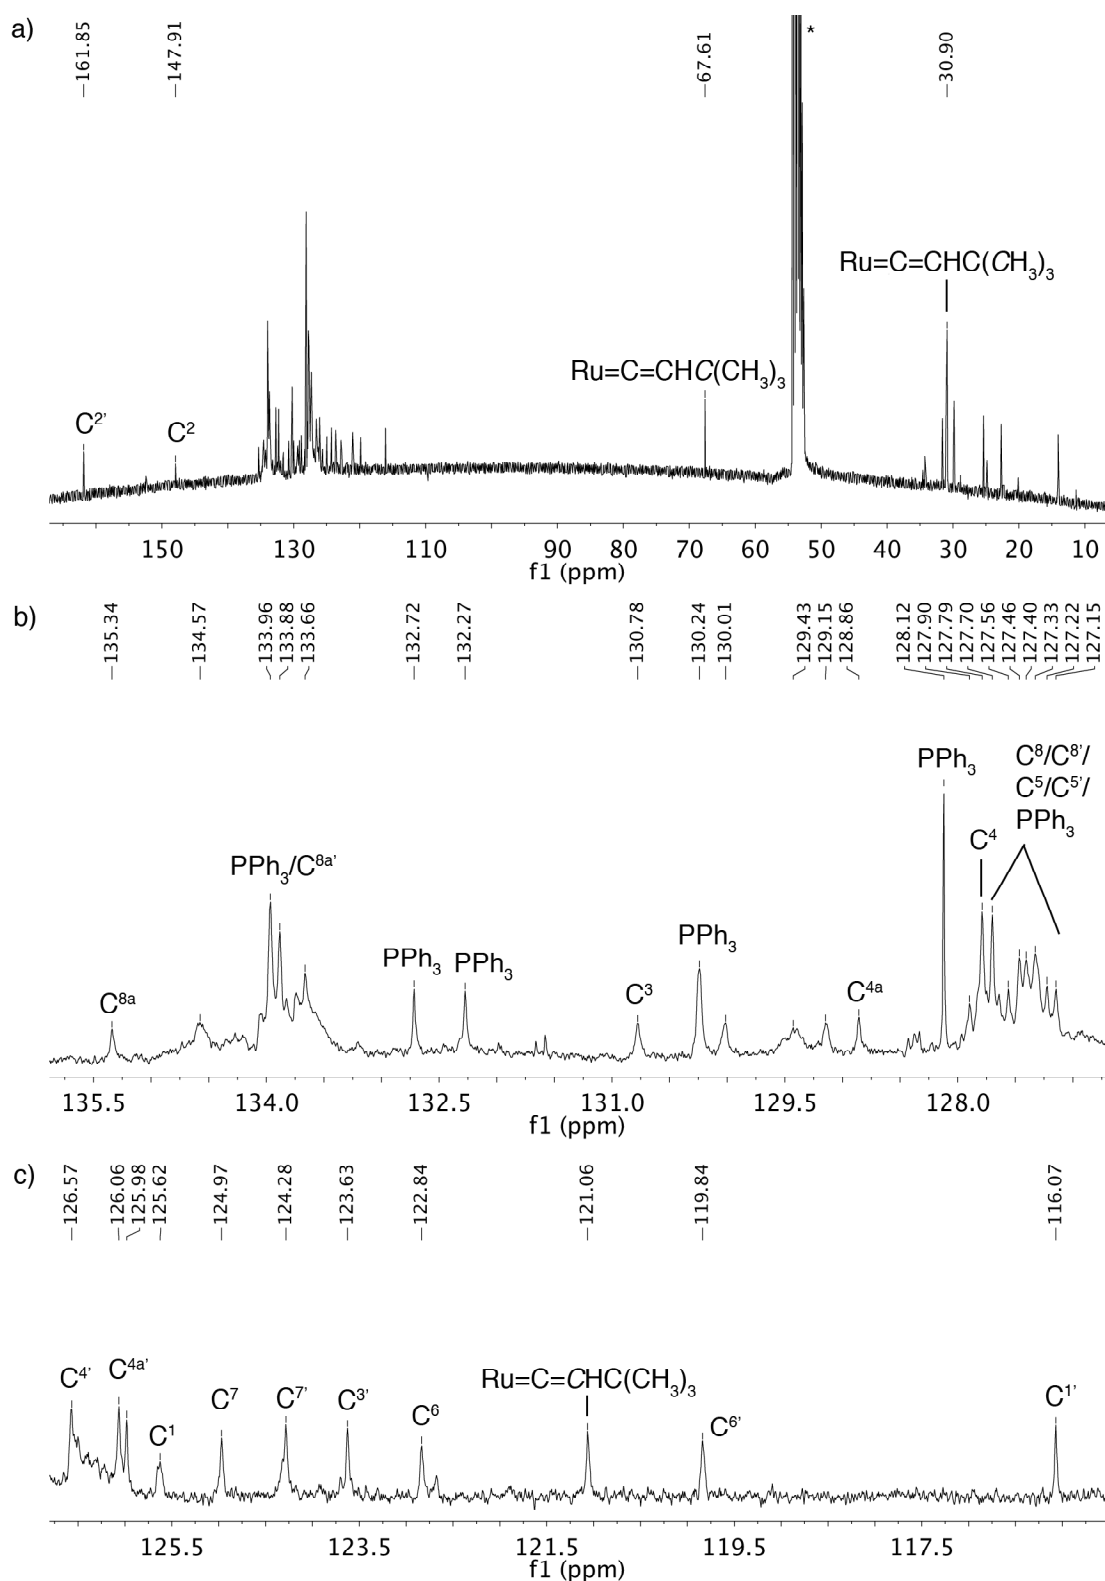 a)
-161.85
-147.91
-67.61
-30.90
*
Ru=C=CHC(CH₃)₃
Ru=C=CHC(CH₃)₃
C²'
C²
150 130 110 90 80 70 60 50 40 30 20 10
f1 (ppm)
b)
135.34
134.57
133.96
133.88
133.66
132.72
132.27
130.78
130.24
130.01
129.43
129.15
128.86
128.12
127.90
127.79
127.70
127.56
127.46
127.40
127.33
127.22
127.15
PPh₃
C⁸/C⁸'/
C⁵/C⁵'/
PPh₃
C⁴
PPh₃/C⁸ᵃ'
PPh₃
PPh₃
PPh₃
C⁸ᵃ
C³
C⁴ᵃ
135.5 134.0 132.5 131.0 129.5 128.0
f1 (ppm)
c)
-126.57
126.06
125.98
125.62
-124.97
-124.28
-123.63
-122.84
-121.06
-119.84
-116.07
C⁴'
C⁴ᵃ'
C¹
C⁷
C⁷'
C³'
C⁶
Ru=C=CHC(CH₃)₃
C⁶'
C¹'
125.5 123.5 121.5 119.5 117.5
f1 (ppm)